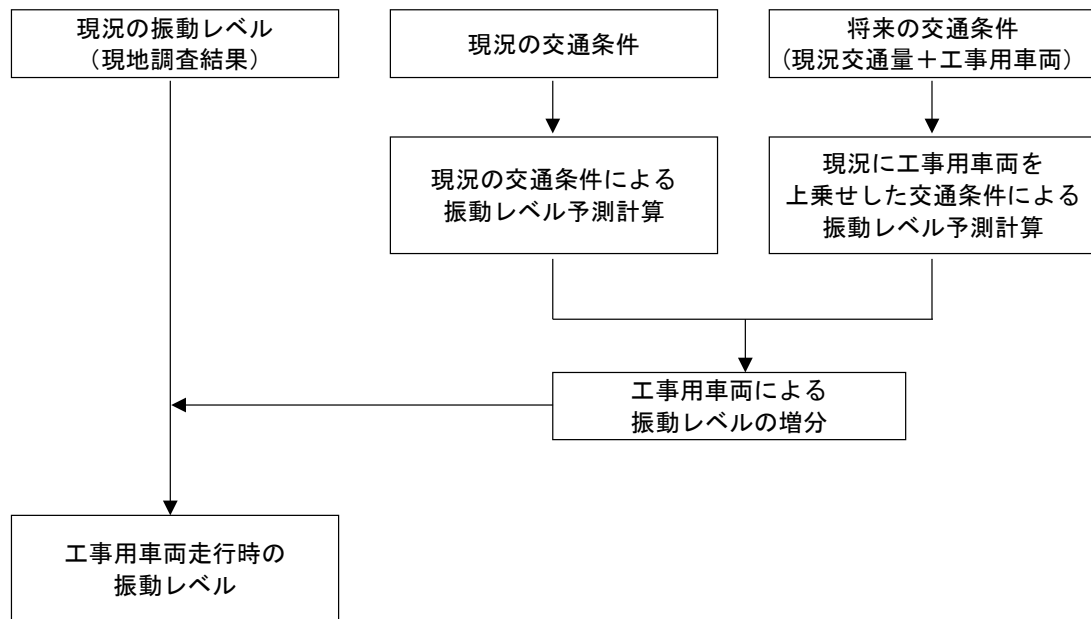 現況の振動レベル
（現地調査結果）
現況の交通条件
将来の交通条件
（現況交通量＋工事用車両）
現況の交通条件による
振動レベル予測計算
現況に工事用車両を
上乗せした交通条件による
振動レベル予測計算
工事用車両による
振動レベルの増分
工事用車両走行時の
振動レベル